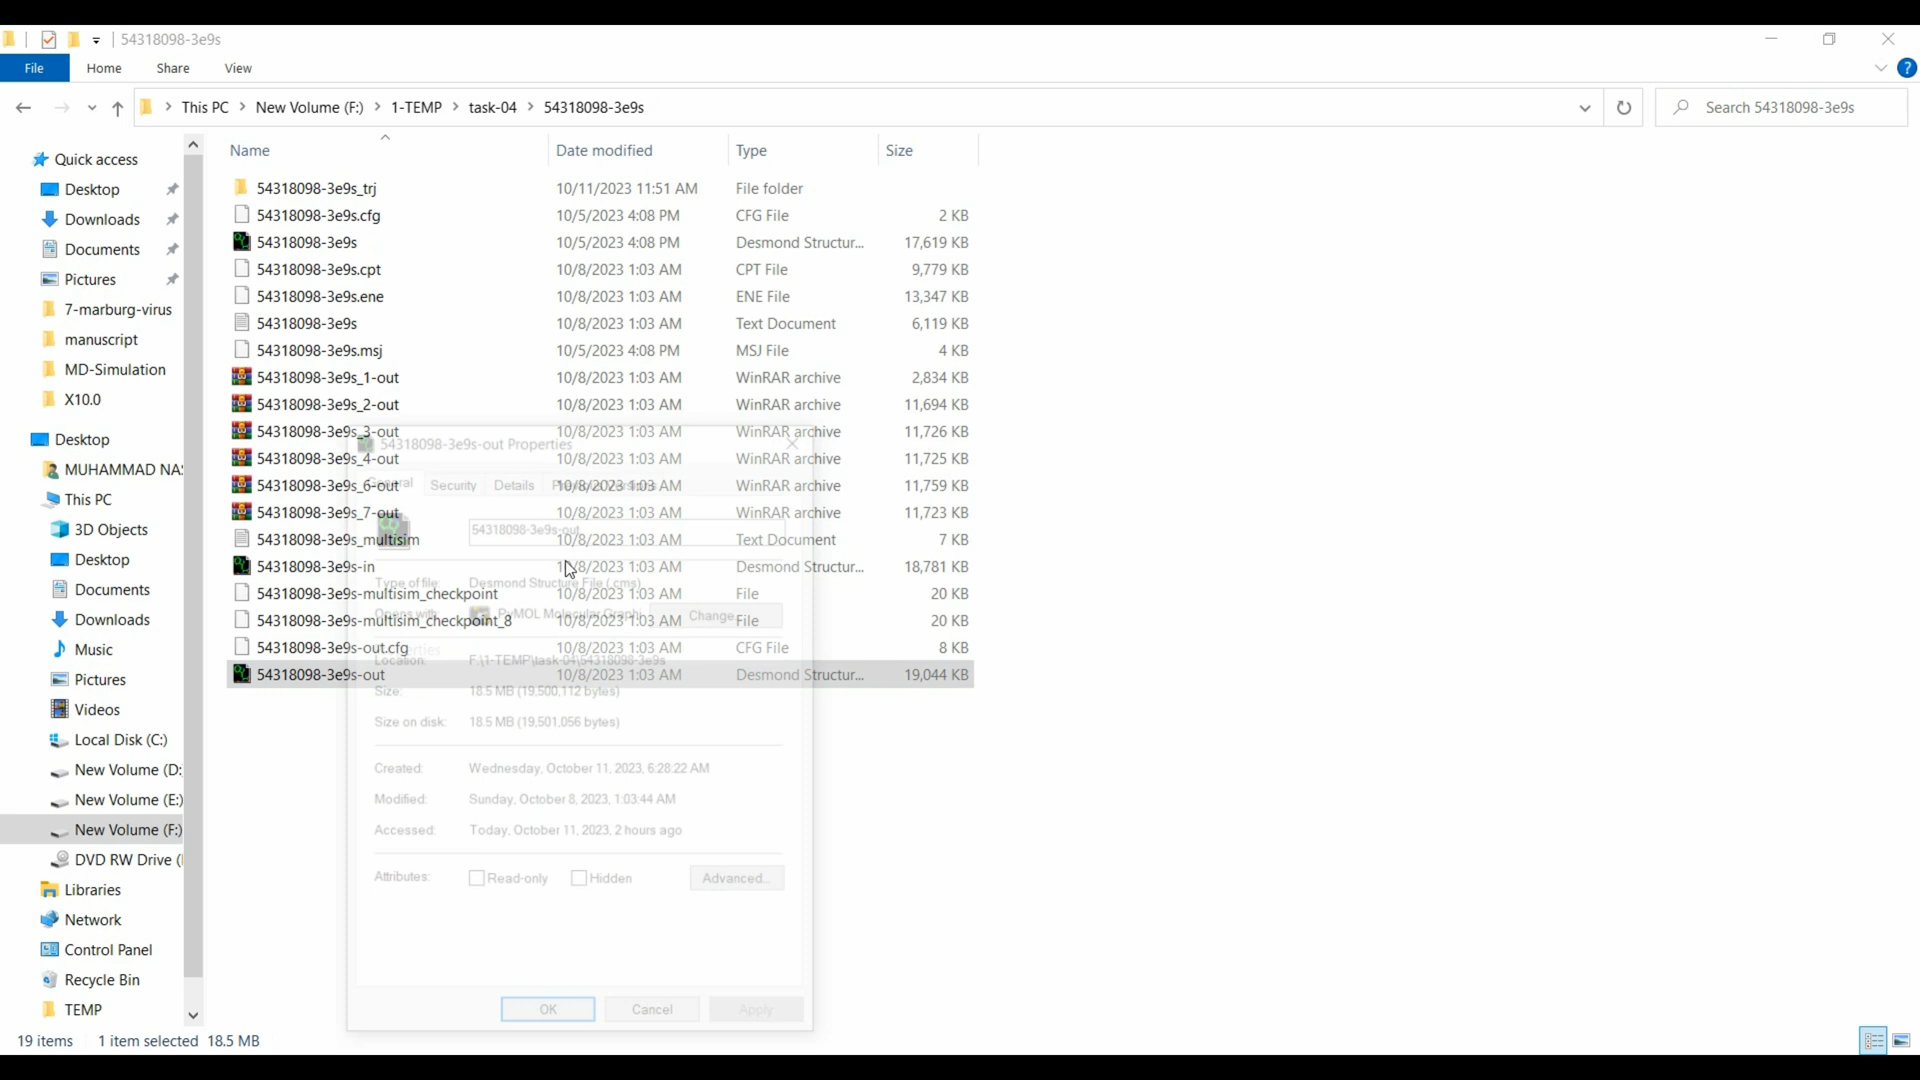 54318098-3e9s
File Home Share View
This PC New Volume (F:) 1-TEMP task-04 54318098-3e9s
Search 54318098-3e9s
Name Date modified Type Size
Quick access
Desktop
Downloads
Documents
Pictures
7-marburg-virus
manuscript
MD-Simulation
X10.0
Desktop
MUHAMMAD NAS
This PC
3D Objects
Desktop
Documents
Downloads
Music
Pictures
Videos
Local Disk (C:)
New Volume (D:
New Volume (E:)
New Volume (F:)
DVD RW Drive (
Libraries
Network
Control Panel
Recycle Bin
TEMP
54318098-3e9s_trj 10/11/2023 11:51 AM File folder
54318098-3e9s.cfg 10/5/2023 4:08 PM CFG File 2 KB
54318098-3e9s 10/5/2023 4:08 PM Desmond Structur... 17,619 KB
54318098-3e9s.cpt 10/8/2023 1:03 AM CPT File 9,779 KB
54318098-3e9s.ene 10/8/2023 1:03 AM ENE File 13,347 KB
54318098-3e9s 10/8/2023 1:03 AM Text Document 6,119 KB
54318098-3e9s.msj 10/5/2023 4:08 PM MSJ File 4 KB
54318098-3e9s_1-out 10/8/2023 1:03 AM WinRAR archive 2,834 KB
54318098-3e9s_2-out 10/8/2023 1:03 AM WinRAR archive 11,694 KB
54318098-3e9s_3-out 10/8/2023 1:03 AM WinRAR archive 11,726 KB
54318098-3e9s_4-out 10/8/2023 1:03 AM WinRAR archive 11,725 KB
54318098-3e9s_6-out 10/8/2023 1:03 AM WinRAR archive 11,759 KB
54318098-3e9s_7-out 10/8/2023 1:03 AM WinRAR archive 11,723 KB
54318098-3e9s_multisim 10/8/2023 1:03 AM Text Document 7 KB
54318098-3e9s-in 10/8/2023 1:03 AM Desmond Structur... 18,781 KB
54318098-3e9s-multisim_checkpoint 10/8/2023 1:03 AM File 20 KB
54318098-3e9s-multisim_checkpoint_8 10/8/2023 1:03 AM File 20 KB
54318098-3e9s-out.cfg 10/8/2023 1:03 AM CFG File 8 KB
54318098-3e9s-out 10/8/2023 1:03 AM Desmond Structur... 19,044 KB
54318098-3e9s-out Properties
General Security Details
54318098-3e9s-out
Type of file: Desmond Structure File (.cms)
Opens with: PyMOL Molecular Graphi Change...
Location: F:\1-TEMP\task-04\54318098-3e9s
Size: 18.5 MB (19,500,112 bytes)
Size on disk: 18.5 MB (19,501,056 bytes)
Created: Wednesday, October 11, 2023, 6:28:22 AM
Modified: Sunday, October 8, 2023, 1:03:44 AM
Accessed: Today, October 11, 2023, 2 hours ago
Attributes: Read-only Hidden Advanced...
OK Cancel Apply
19 items 1 item selected 18.5 MB